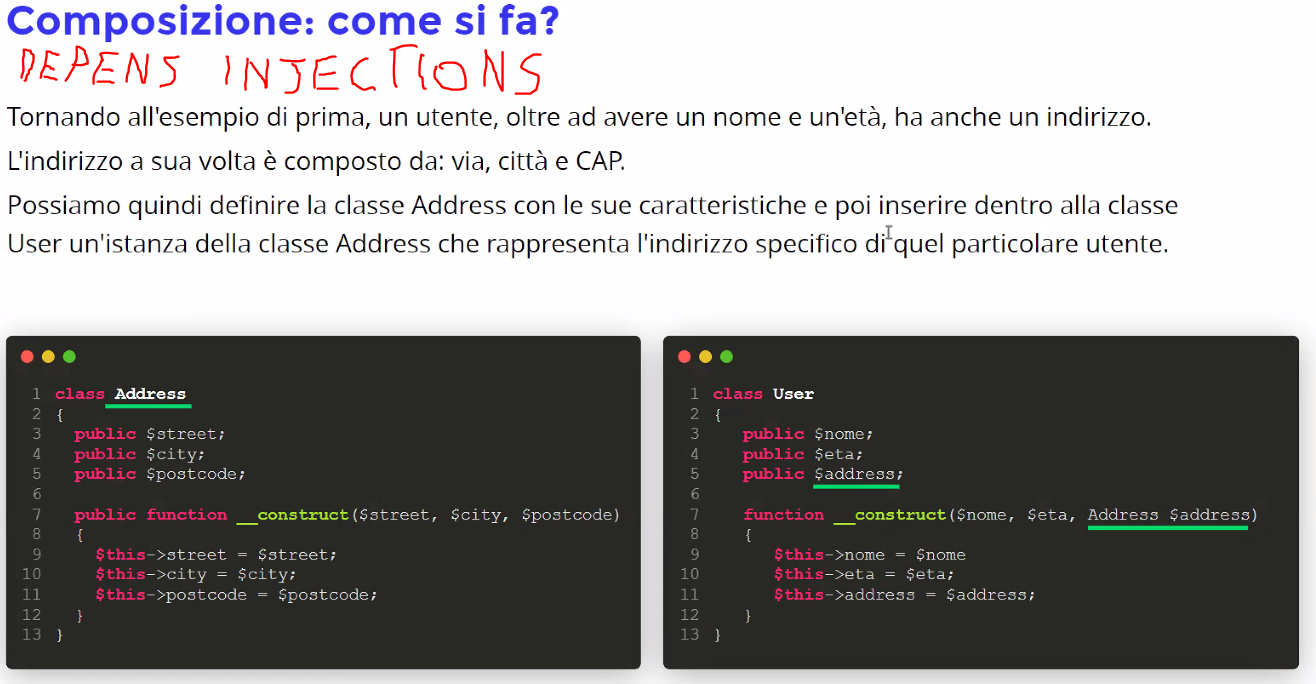 Composizione: come si fa?
DEPENS INJECTIONS
Tornando all'esempio di prima, un utente, oltre ad avere un nome e un'età, ha anche un indirizzo.
L'indirizzo a sua volta è composto da: via, città e CAP.
Possiamo quindi definire la classe Address con le sue caratteristiche e poi inserire dentro alla classe
User un'istanza della classe Address che rappresenta l'indirizzo specifico di quel particolare utente.
1 class Address
2 {
3 public $street;
4 public $city;
5 public $postcode;
6
7 public function __construct($street, $city, $postcode)
8 {
9 $this->street = $street;
10 $this->city = $city;
11 $this->postcode = $postcode;
12 }
13 }
1 class User
2 {
3 public $nome;
4 public $eta;
5 public $address;
6
7 function __construct($nome, $eta, Address $address)
8 {
9 $this->nome = $nome
10 $this->eta = $eta;
11 $this->address = $address;
12 }
13 }